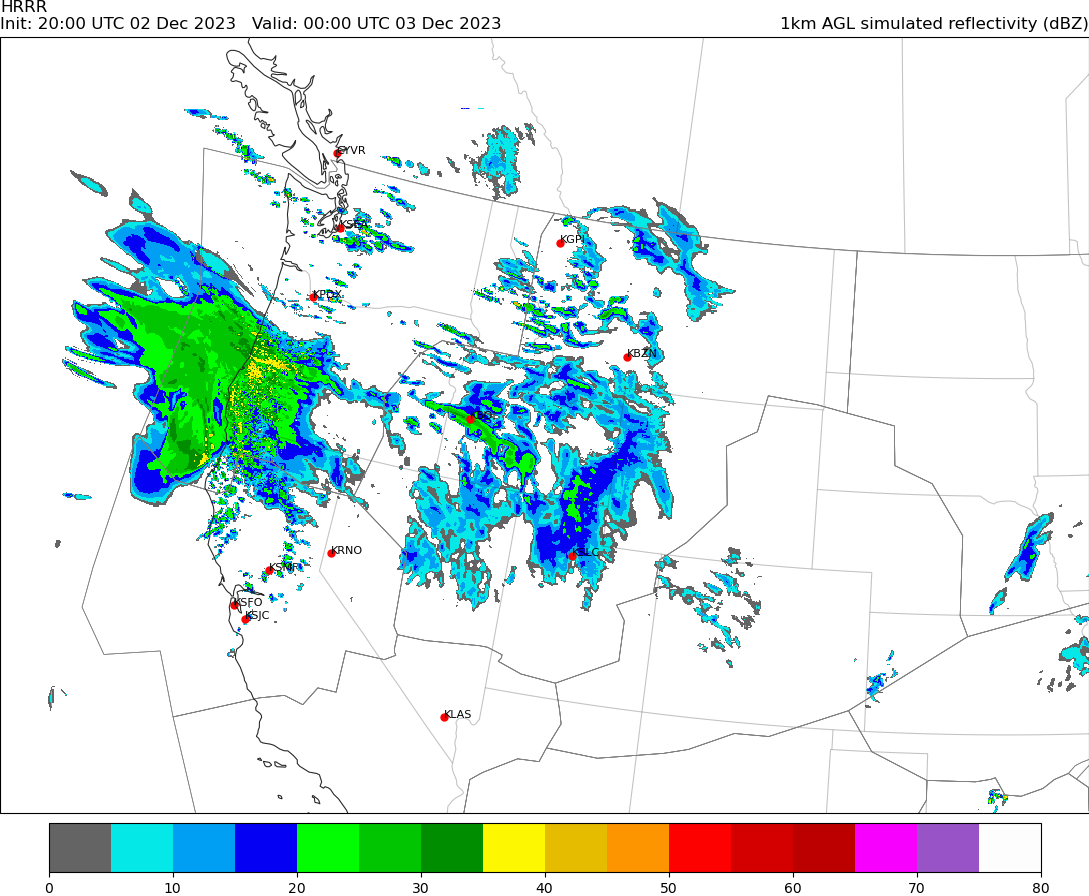 HRRR
Init: 20:00 UTC 02 Dec 2023   Valid: 00:00 UTC 03 Dec 2023
1km AGL simulated reflectivity (dBZ)
CYVR
KSEA
KGPI
KPDX
KBZN
KRNO
KSLC
KSMF
KSFO
KSJC
KLAS
0 10 20 30 40 50 60 70 80